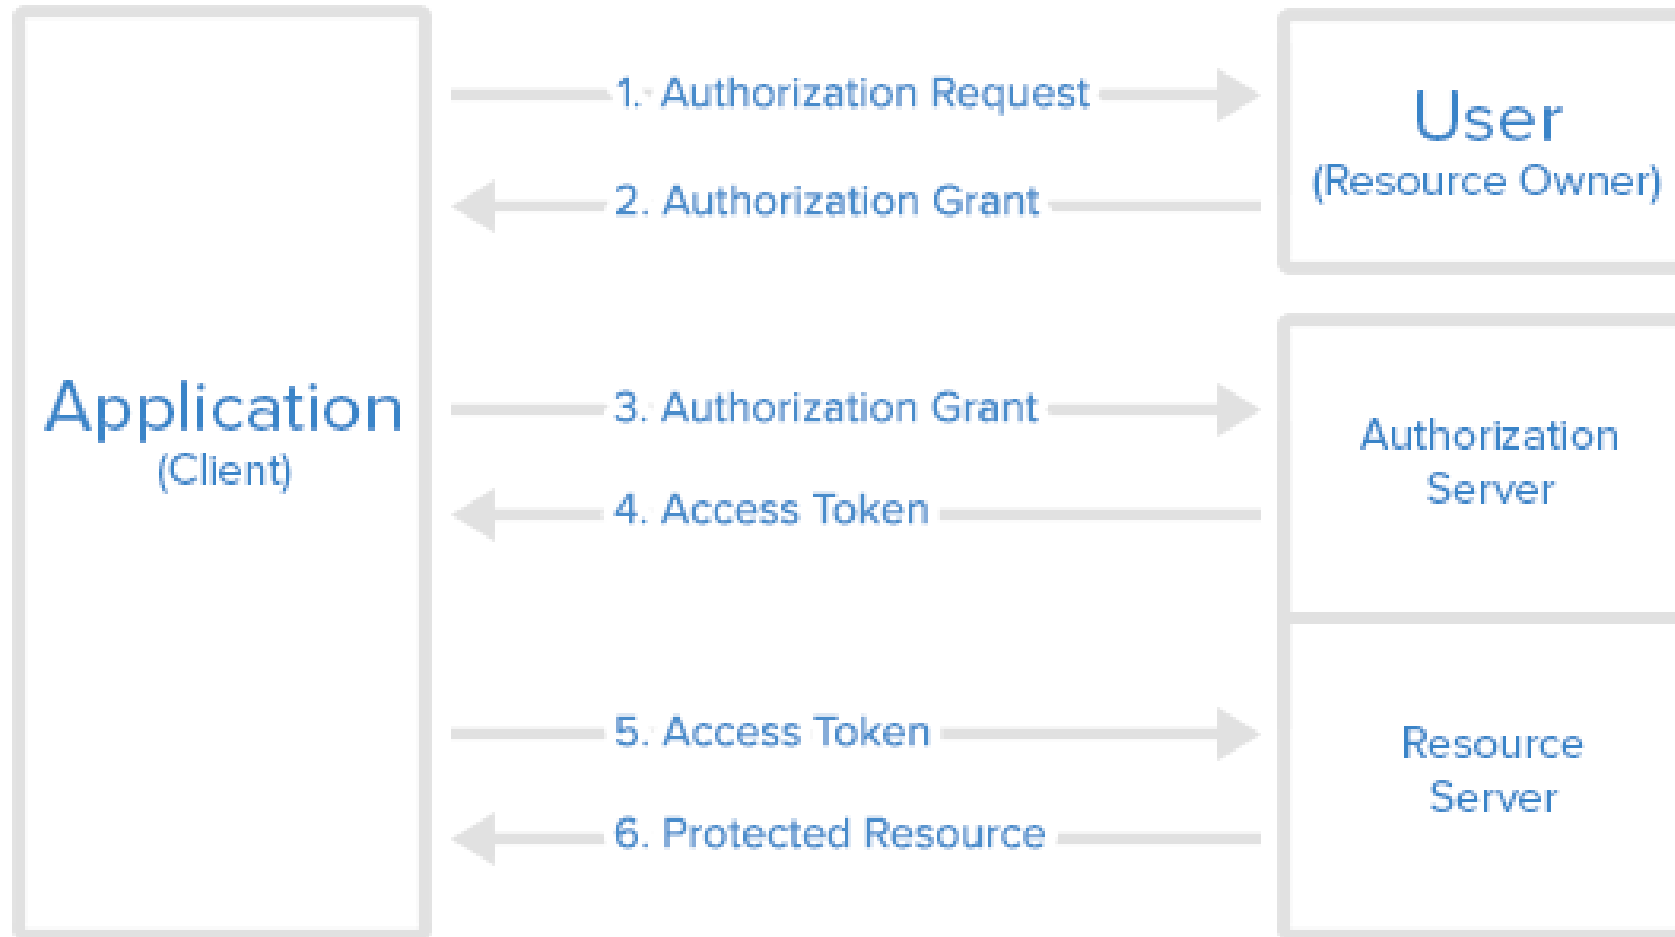 1. Authorization Request
User
(Resource Owner)
2. Authorization Grant
Application
(Client)
3. Authorization Grant
Authorization
Server
4. Access Token
5. Access Token
Resource
Server
6. Protected Resource